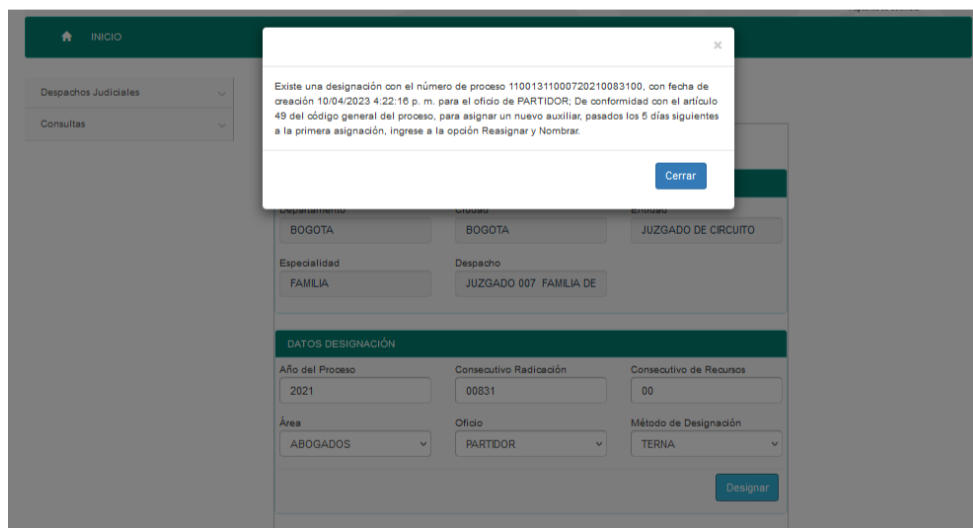 INICIO
×
Despachos Judiciales
Consultas
Existe una designación con el número de proceso 11001311000720210083100, con fecha de
creación 10/04/2023 4:22:16 p. m. para el oficio de PARTIDOR; De conformidad con el artículo
49 del código general del proceso, para asignar un nuevo auxiliar, pasados los 5 días siguientes
a la primera asignación, ingrese a la opción Reasignar y Nombrar.
Cerrar
Departamento Ciudad Entidad
BOGOTA BOGOTA JUZGADO DE CIRCUITO
Especialidad Despacho
FAMILIA JUZGADO 007 FAMILIA DE
DATOS DESIGNACIÓN
Año del Proceso Consecutivo Radicación Consecutivo de Recursos
2021 00831 00
Área Oficio Método de Designación
ABOGADOS PARTIDOR TERNA
Designar